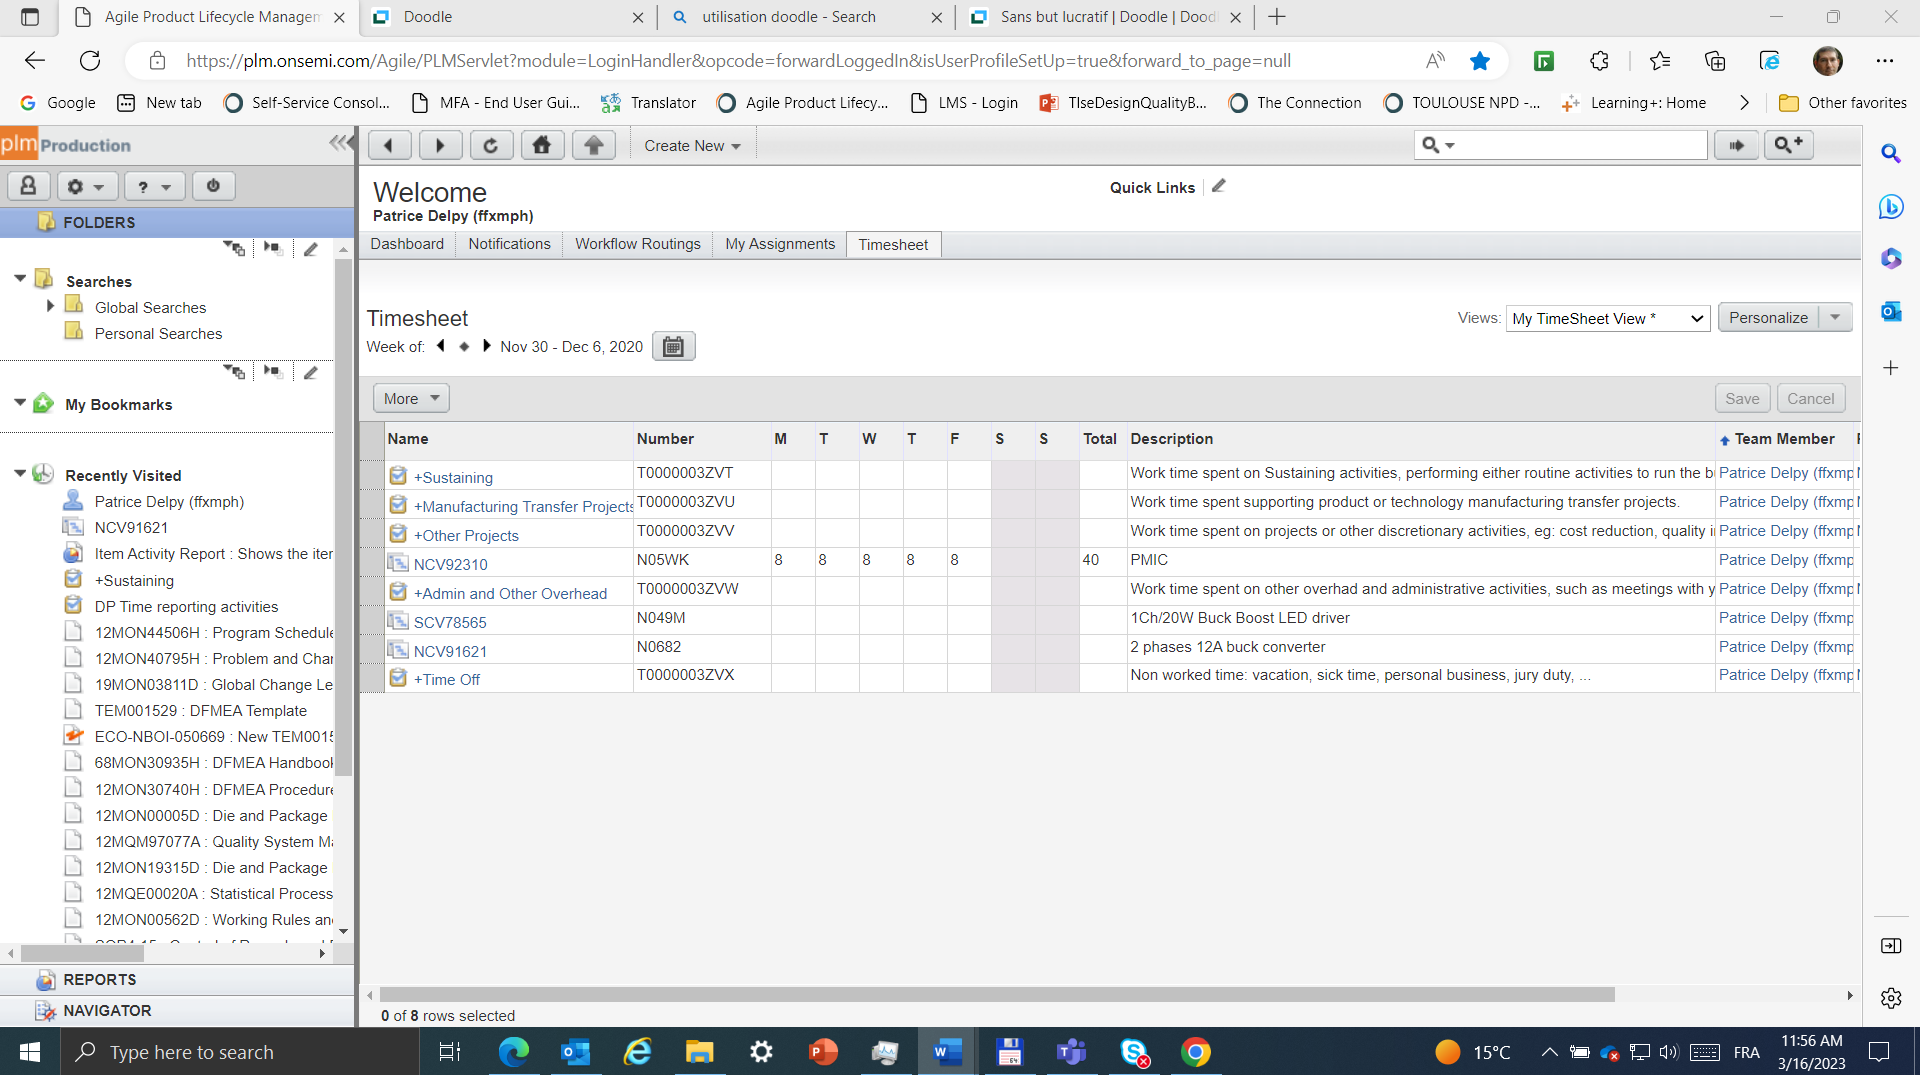 Agile Product Lifecycle Managem
Doodle
utilisation doodle - Search
Sans but lucratif | Doodle | Dood
https://plm.onsemi.com/Agile/PLMServlet?module=LoginHandler&opcode=forwardLoggedIn&isUserProfileSetUp=true&forward_to_page=null
Google
New tab
Self-Service Consol...
MFA - End User Gui...
Translator
Agile Product Lifecy...
LMS - Login
TlseDesignQualityB...
The Connection
TOULOUSE NPD -...
Learning+: Home
Other favorites
plm Production
Create New
FOLDERS
Searches
Global Searches
Personal Searches
My Bookmarks
Recently Visited
Patrice Delpy (ffxmph)
NCV91621
Item Activity Report : Shows the iter
+Sustaining
DP Time reporting activities
12MON44506H : Program Schedule
12MON40795H : Problem and Cha
19MON03811D : Global Change Le
TEM001529 : DFMEA Template
ECO-NBOI-050669 : New TEM0015
68MON30935H : DFMEA Handbook
12MON30740H : DFMEA Procedure
12MON00005D : Die and Package
12MQM97077A : Quality System Ma
12MON19315D : Die and Package
12MQE00020A : Statistical Process
12MON00562D : Working Rules and
REPORTS
NAVIGATOR
Welcome
Patrice Delpy (ffxmph)
Quick Links
Dashboard
Notifications
Workflow Routings
My Assignments
Timesheet
Timesheet
Views: My TimeSheet View *
Personalize
Week of: Nov 30 - Dec 6, 2020
More
Save
Cancel
Name Number M T W T F S S Total Description Team Member
+Sustaining T0000003ZVT Work time spent on Sustaining activities, performing either routine activities to run the b Patrice Delpy (ffxmp
+Manufacturing Transfer Projects T0000003ZVU Work time spent supporting product or technology manufacturing transfer projects. Patrice Delpy (ffxmp
+Other Projects T0000003ZVV Work time spent on projects or other discretionary activities, eg: cost reduction, quality i Patrice Delpy (ffxmp
NCV92310 N05WK 8 8 8 8 8 40 PMIC Patrice Delpy (ffxmp
+Admin and Other Overhead T0000003ZVW Work time spent on other overhad and administrative activities, such as meetings with y Patrice Delpy (ffxmp
SCV78565 N049M 1Ch/20W Buck Boost LED driver Patrice Delpy (ffxmp
NCV91621 N0682 2 phases 12A buck converter Patrice Delpy (ffxmp
+Time Off T0000003ZVX Non worked time: vacation, sick time, personal business, jury duty, ... Patrice Delpy (ffxmp
0 of 8 rows selected
Type here to search
15°C
FRA
11:56 AM
3/16/2023